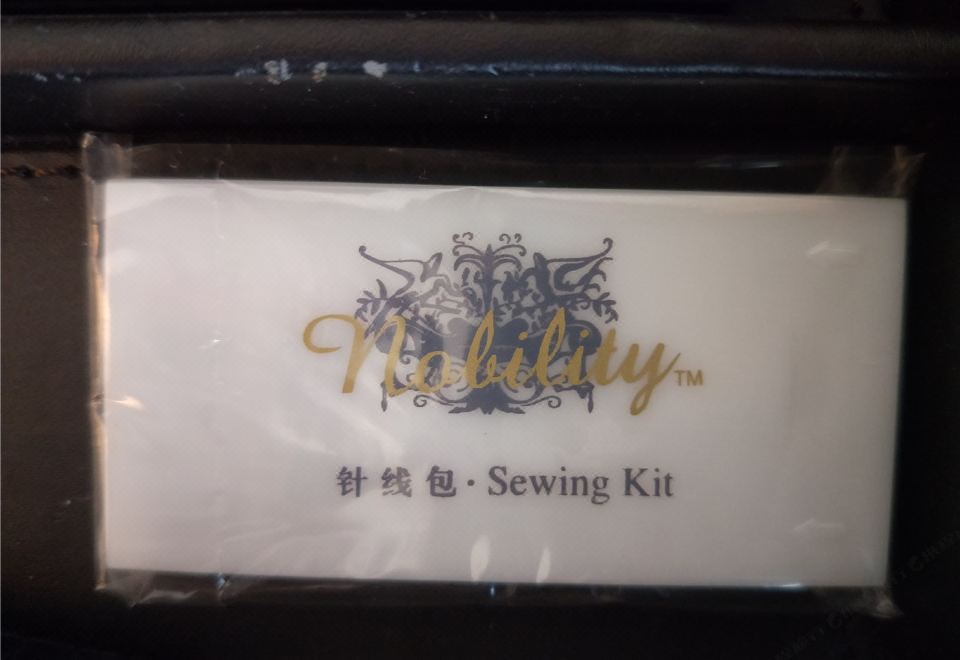 Nobility™
针线包·Sewing Kit